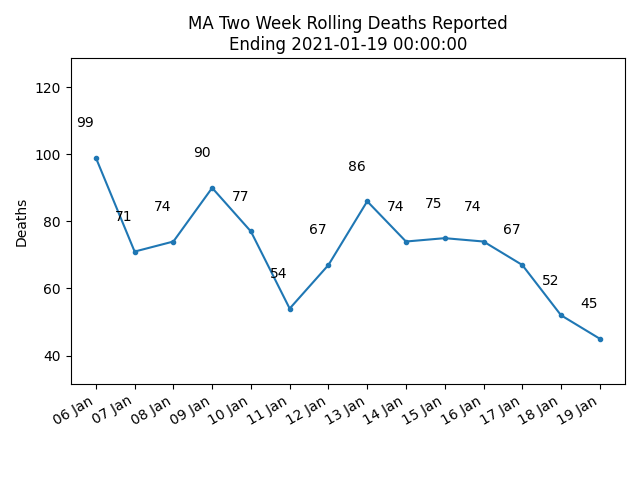 MA Two Week Rolling Deaths Reported
Ending 2021-01-19 00:00:00
Deaths
120
100
80
60
40
99
71
74
90
77
54
67
86
74
75
74
67
52
45
06 Jan
07 Jan
08 Jan
09 Jan
10 Jan
11 Jan
12 Jan
13 Jan
14 Jan
15 Jan
16 Jan
17 Jan
18 Jan
19 Jan